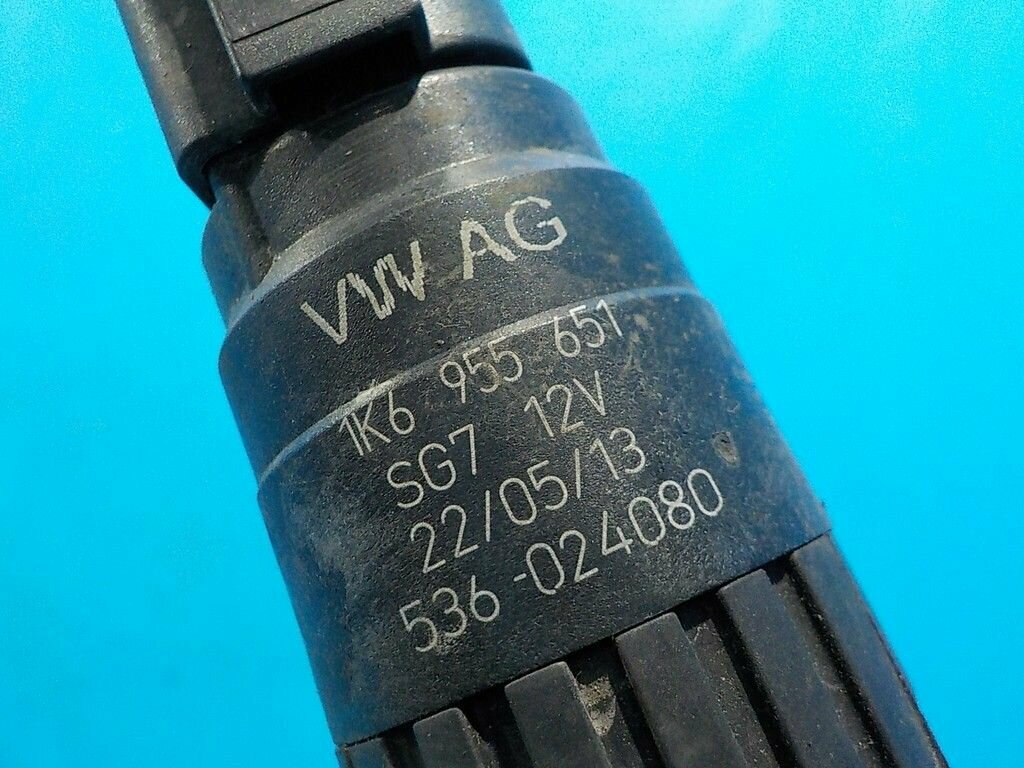 VW AG
1K6 955 651
SG7 12V
22/05/13
536-024080